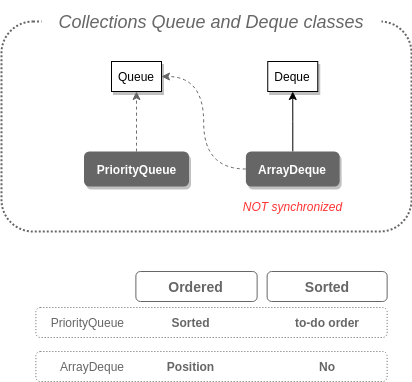 Collections Queue and Deque classes
Queue
Deque
PriorityQueue
ArrayDeque
NOT synchronized
Ordered
Sorted
PriorityQueue
Sorted
to-do order
ArrayDeque
Position
No